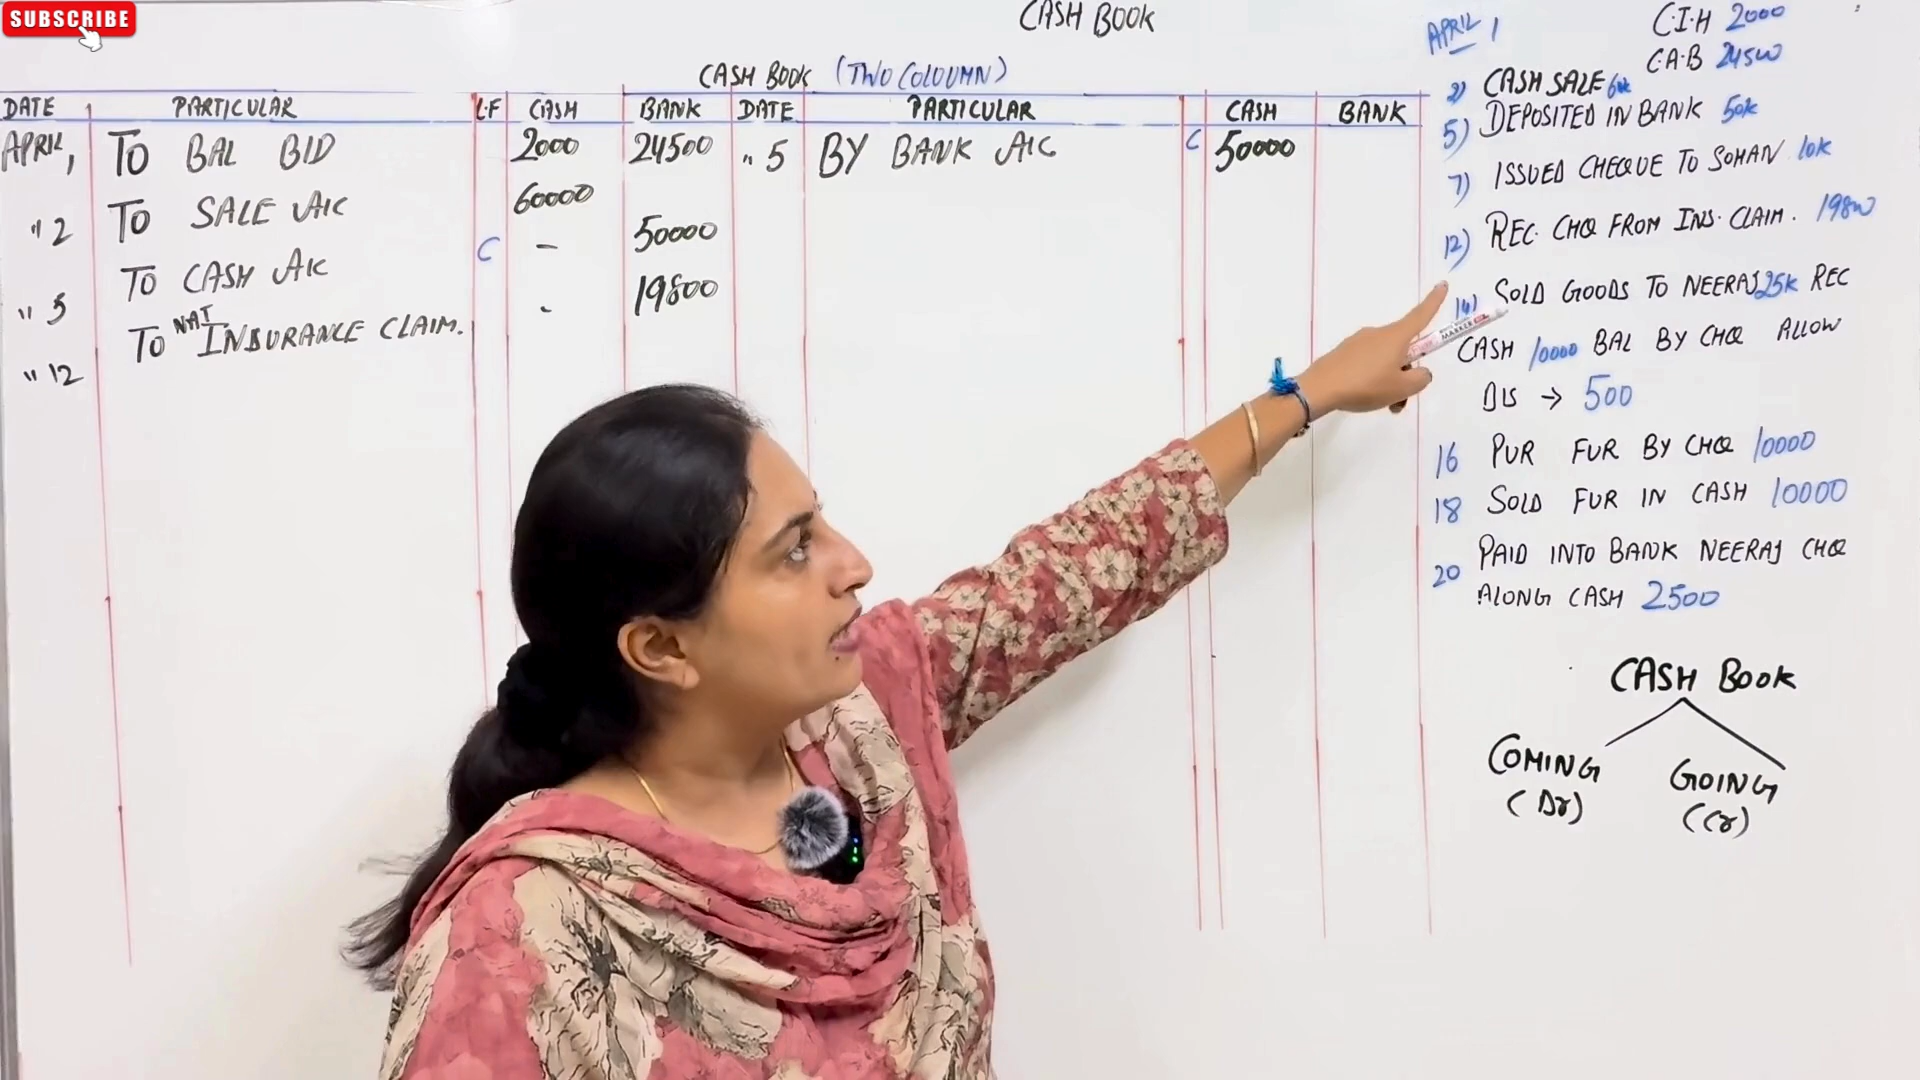 SUBSCRIBE
CASH BOOK
CASH BOOK (TWO COLOUMN)
DATE PARTICULAR L·F CASH BANK DATE PARTICULAR CASH BANK
APRIL 1 TO BAL B/D 2000 24500 " 5 BY BANK A/C C 50000
" 2 TO SALE A/C 60000
" 5 TO CASH A/C C - 50000
" 12 TO NAT INSURANCE CLAIM. - 19800
APRIL 1 C·I·H 2000
C·A·B 24500
2) CASH SALE 60k
5) DEPOSITED IN BANK 50k
7) ISSUED CHEQUE TO SOHAN 10k
12) REC· CHQ FROM INS· CLAIM. 19800
14) SOLD GOODS TO NEERAJ 25k REC
CASH 10000 BAL BY CHQ ALLOW
DIS → 500
16 PUR FUR BY CHQ 10000
18 SOLD FUR IN CASH 10000
20 PAID INTO BANK NEERAJ CHQ
ALONG CASH 2500
CASH BOOK
COMING GOING
(Dr) (Cr)
MARKER